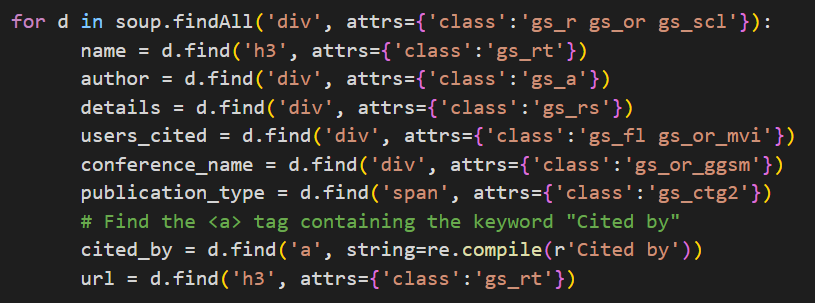 for d in soup.findAll('div', attrs={'class':'gs_r gs_or gs_scl'}):
name = d.find('h3', attrs={'class':'gs_rt'})
author = d.find('div', attrs={'class':'gs_a'})
details = d.find('div', attrs={'class':'gs_rs'})
users_cited = d.find('div', attrs={'class':'gs_fl gs_or_mvi'})
conference_name = d.find('div', attrs={'class':'gs_or_ggsm'})
publication_type = d.find('span', attrs={'class':'gs_ctg2'})
# Find the <a> tag containing the keyword "Cited by"
cited_by = d.find('a', string=re.compile(r'Cited by'))
url = d.find('h3', attrs={'class':'gs_rt'})